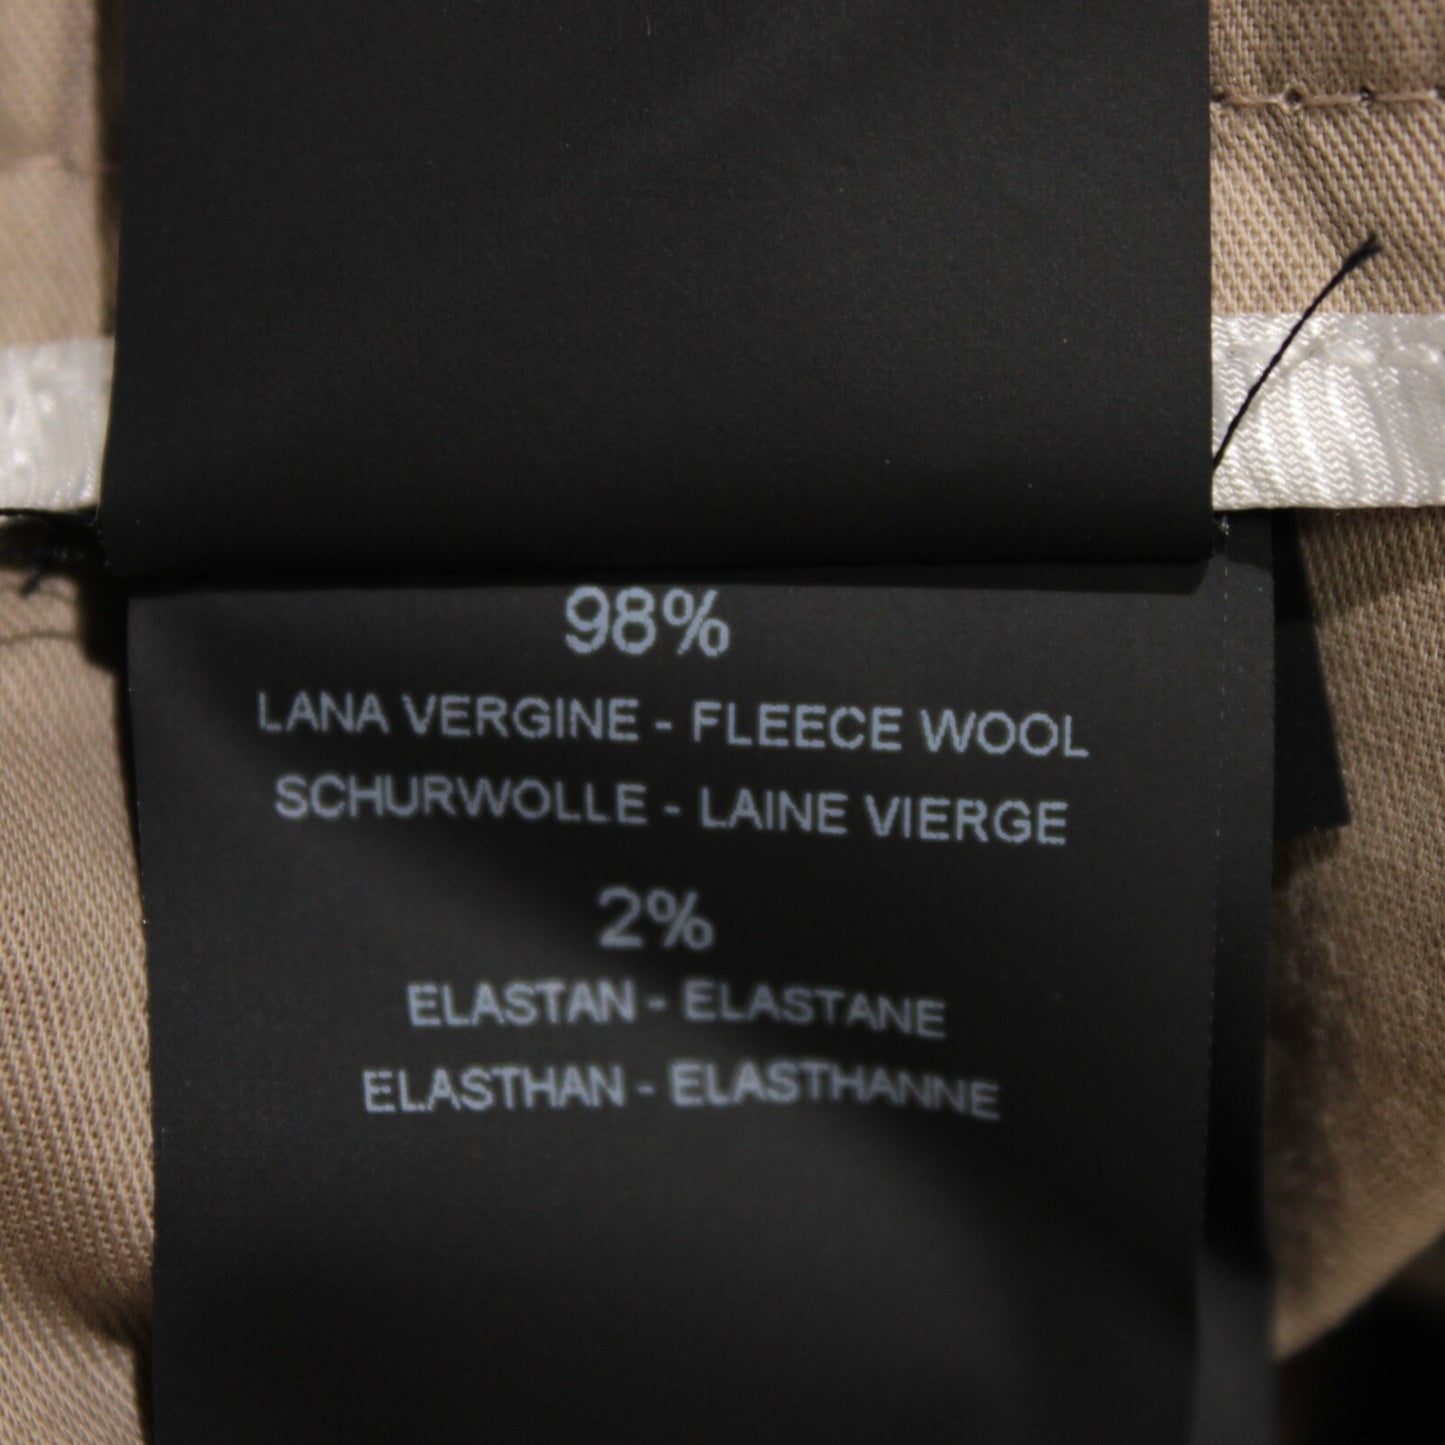 98%
LANA VERGINE - FLEECE WOOL
SCHURWOLLE - LAINE VIERGE
2%
ELASTAN - ELASTANE
ELASTHAN - ELASTHANNE